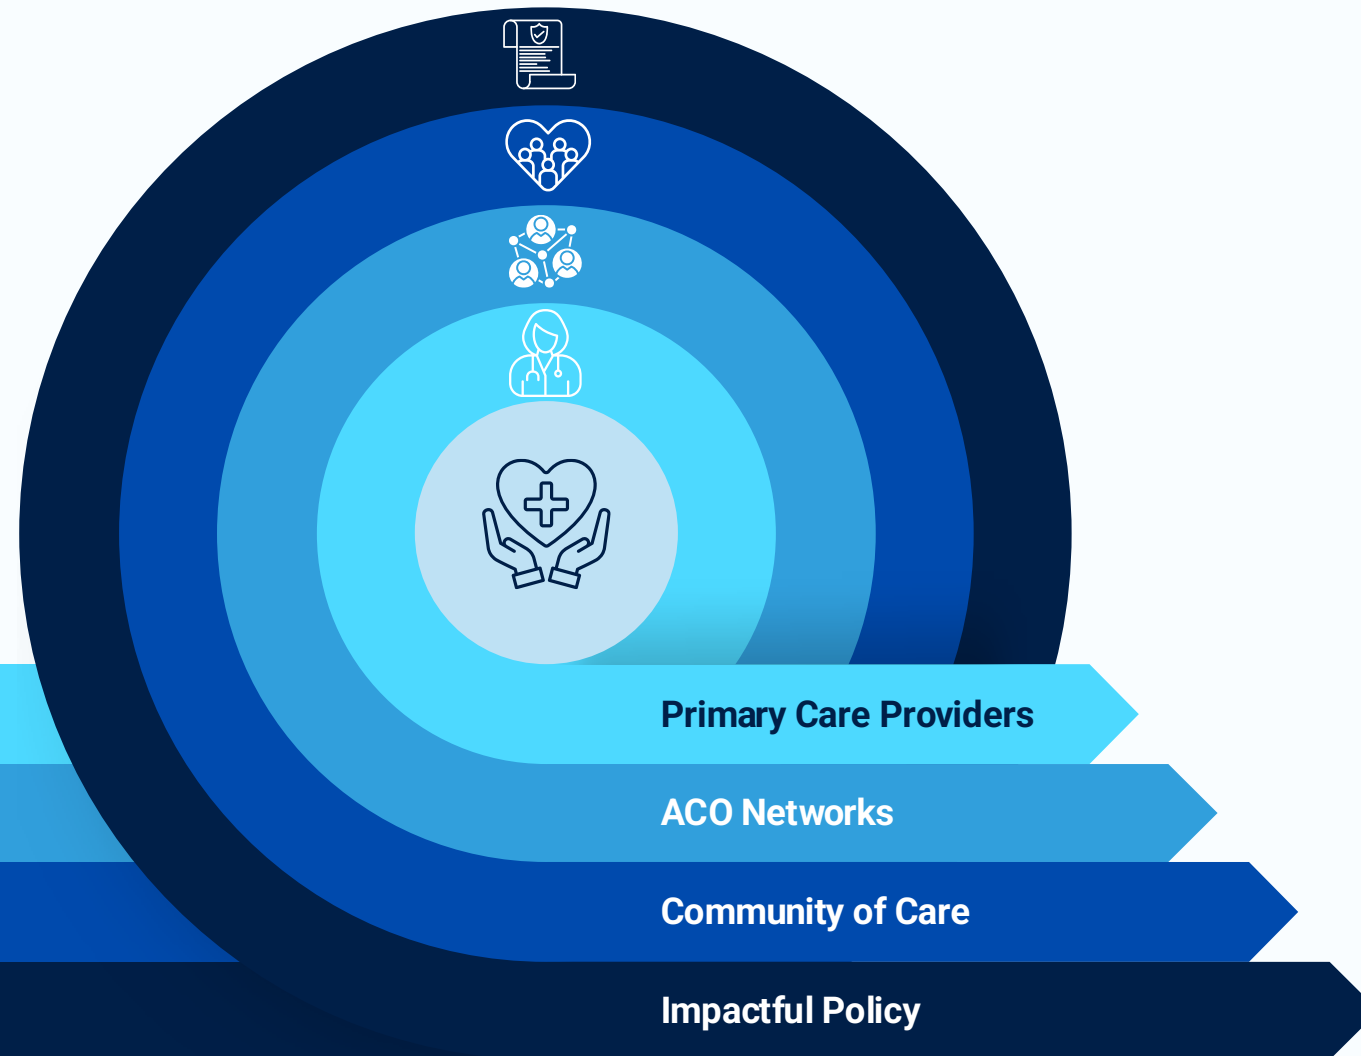 Primary Care Providers
ACO Networks
Community of Care
Impactful Policy